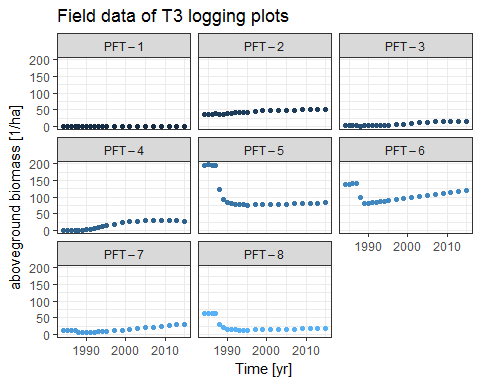 Field data of T3 logging plots
PFT – 1 PFT – 2 PFT – 3
200
150
100
50
0
PFT – 4 PFT – 5 PFT – 6
200
150
100
50
0
1990 2000 2010
PFT – 7 PFT – 8
200
150
100
50
0
1990 2000 2010 1990 2000 2010
Time [yr]
aboveground biomass [1/ha]